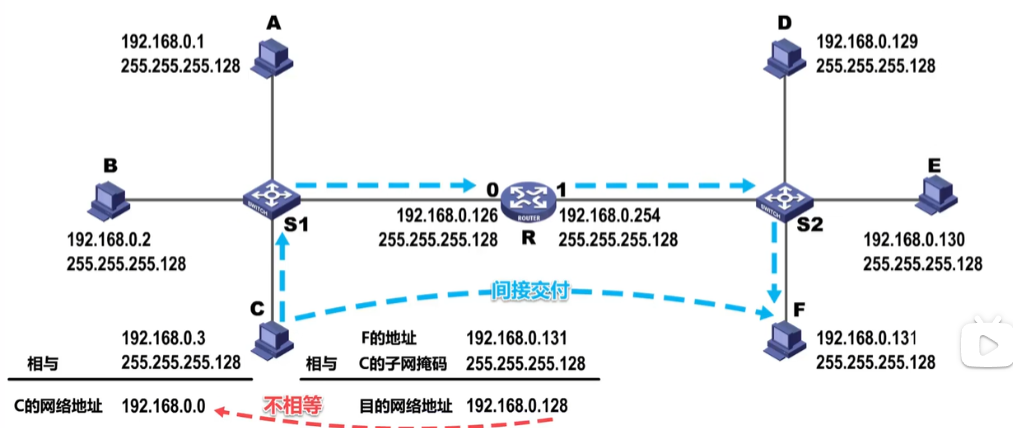 A
192.168.0.1
255.255.255.128
D
192.168.0.129
255.255.255.128
B
192.168.0.2
255.255.255.128
SWITCH
S1
0
1
192.168.0.126
255.255.255.128
ROUTER
R
192.168.0.254
255.255.255.128
SWITCH
S2
E
192.168.0.130
255.255.255.128
间接交付
C
192.168.0.3
相与 255.255.255.128
C的网络地址 192.168.0.0
F的地址 192.168.0.131
相与 C的子网掩码 255.255.255.128
不相等
目的网络地址 192.168.0.128
F
192.168.0.131
255.255.255.128